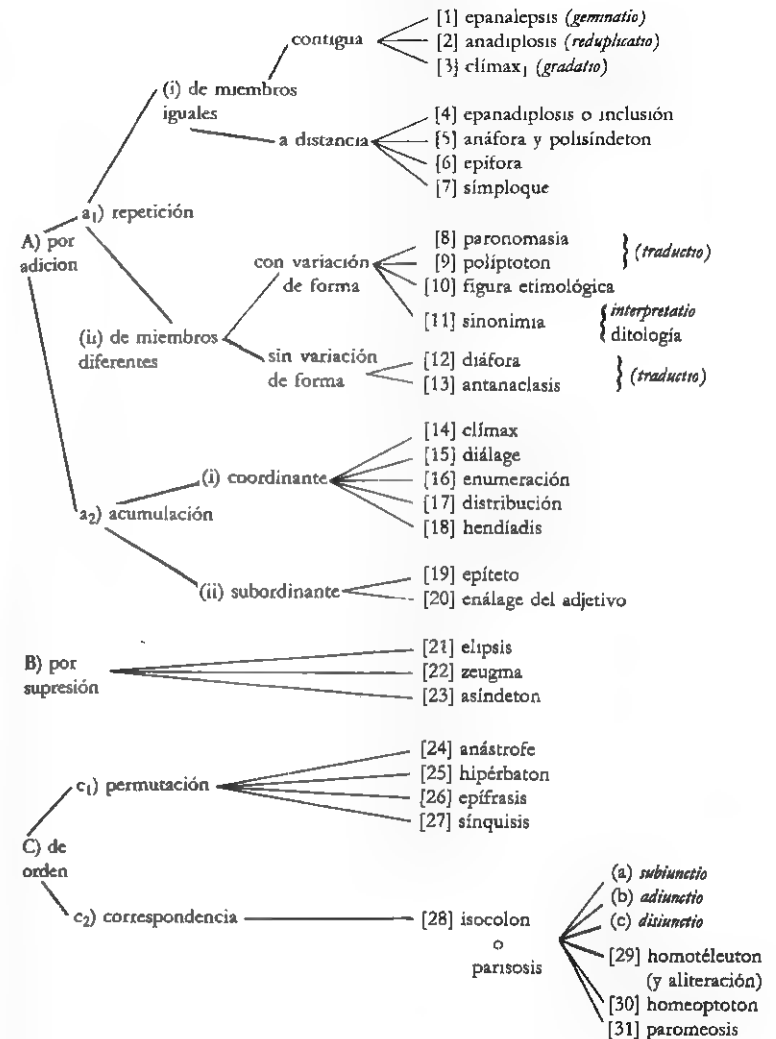 [1] epanalepsis (geminatio)
contigua
[2] anadiplosis (reduplicatio)
[3] clímax1 (gradatio)
(i) de miembros
iguales
a distancia
[4] epanadiplosis o inclusión
[5] anáfora y polisíndeton
[6] epifora
[7] símploque
a1) repetición
A) por
adicion
con variación
de forma
[8] paronomasia
[9] políptoton
(traductio)
[10] figura etimológica
[11] sinonimia
interpretatio
ditología
(ii) de miembros
diferentes
sin variación
de forma
[12] diáfora
[13] antanaclasis
(traductio)
a2) acumulación
(i) coordinante
[14] clímax
[15] diálage
[16] enumeración
[17] distribución
[18] hendíadis
(ii) subordinante
[19] epíteto
[20] enálage del adjetivo
B) por
supresión
[21] elipsis
[22] zeugma
[23] asíndeton
c1) permutación
[24] anástrofe
[25] hipérbaton
[26] epífrasis
[27] sínquisis
C) de
orden
c2) correspondencia
[28] isocolon
o
parisosis
(a) subiunctio
(b) adiunctio
(c) disiunctio
[29] homotéleuton
(y aliteración)
[30] homeoptoton
[31] paromeosis